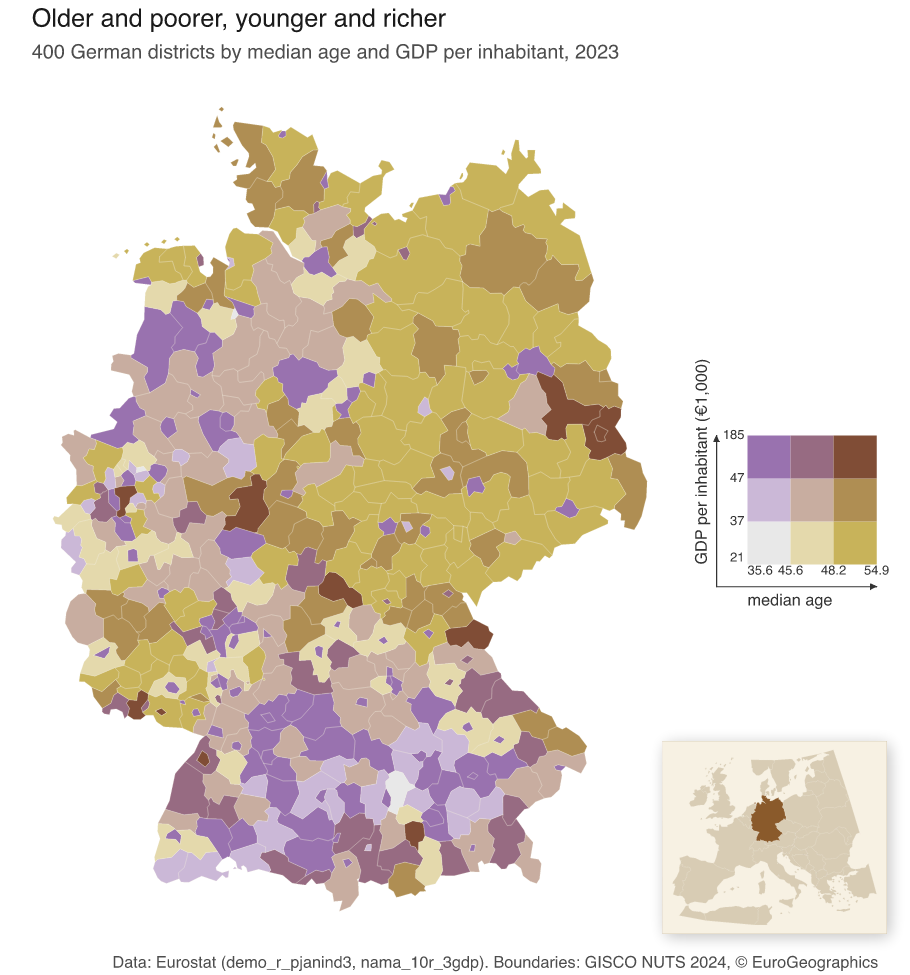 Older and poorer, younger and richer
400 German districts by median age and GDP per inhabitant, 2023
GDP per inhabitant (€1,000)
185
47
37
21
35.6 45.6 48.2 54.9
median age
Data: Eurostat (demo_r_pjanind3, nama_10r_3gdp). Boundaries: GISCO NUTS 2024, © EuroGeographics